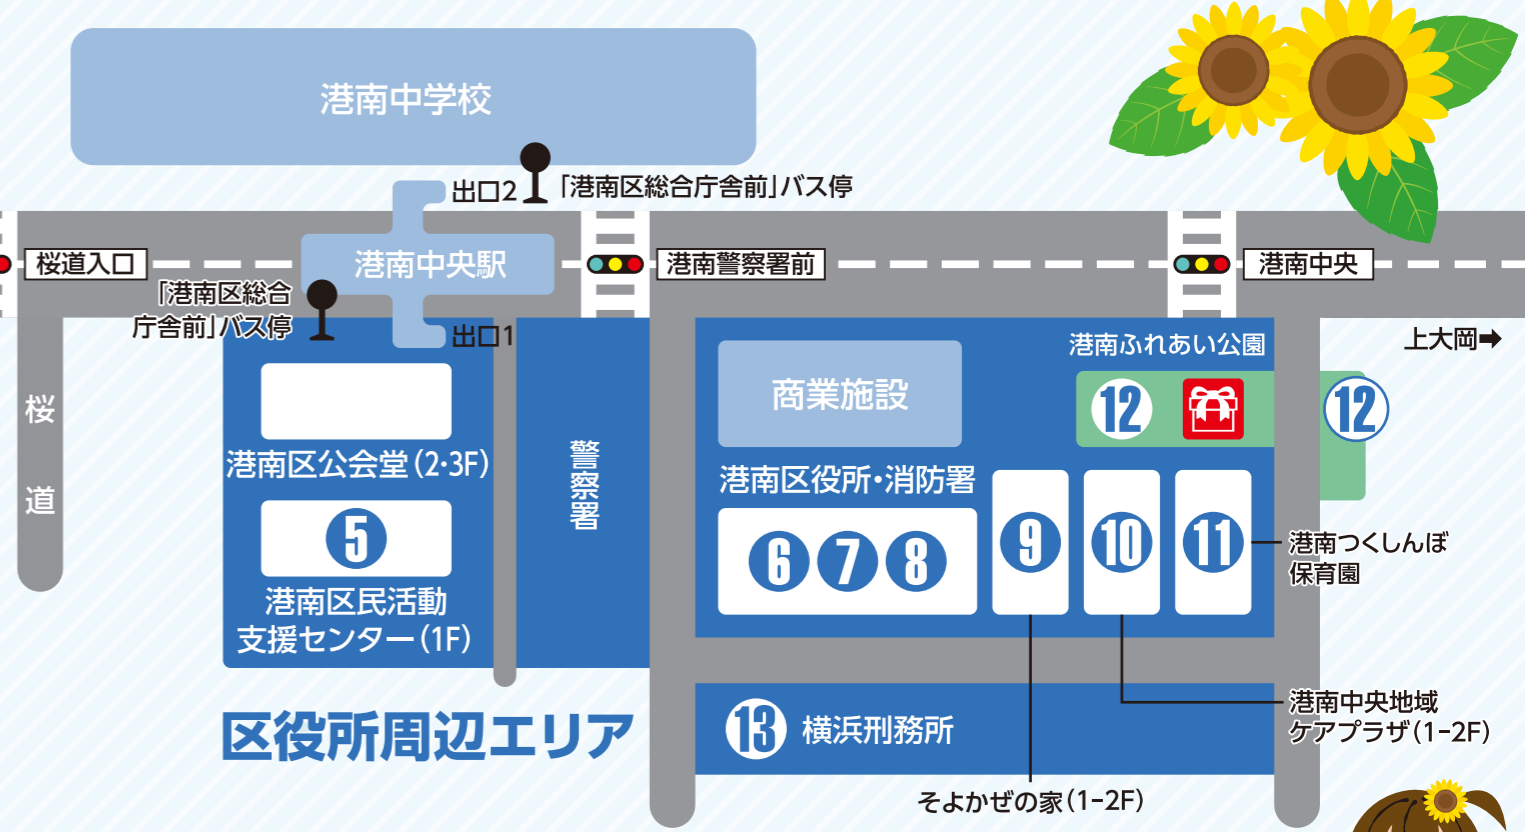 港南中学校
出口2
「港南区総合庁舎前」バス停
桜道入口
港南中央駅
港南警察署前
港南中央
「港南区総合
庁舎前」バス停
出口1
上大岡➡
桜道
港南区公会堂(2・3F)
5
港南区民活動
支援センター(1F)
警察署
商業施設
港南ふれあい公園
12
12
港南区役所・消防署
6 7 8
9
10
11
港南つくしんぼ
保育園
区役所周辺エリア
13 横浜刑務所
港南中央地域
ケアプラザ(1-2F)
そよかぜの家(1-2F)